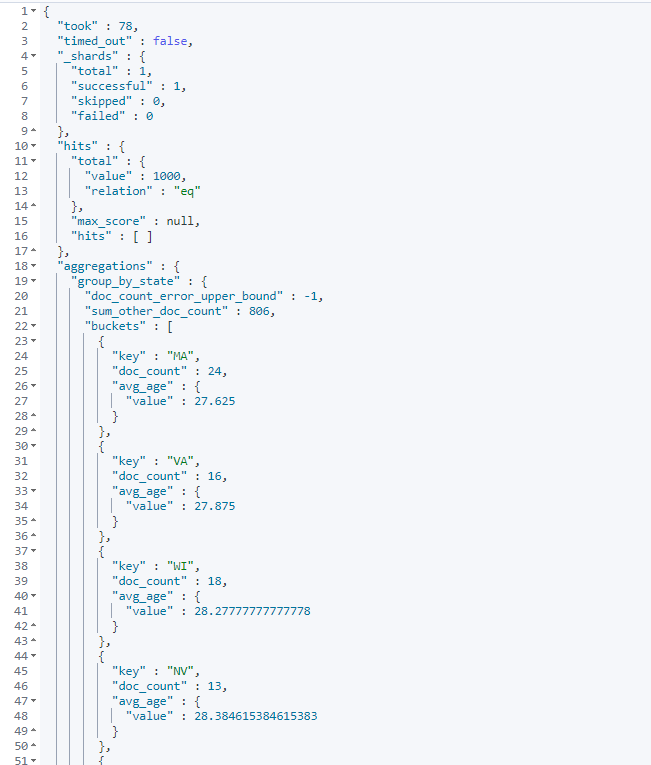 1 {
2 "took" : 78,
3 "timed_out" : false,
4 "_shards" : {
5 "total" : 1,
6 "successful" : 1,
7 "skipped" : 0,
8 "failed" : 0
9 },
10 "hits" : {
11 "total" : {
12 "value" : 1000,
13 "relation" : "eq"
14 },
15 "max_score" : null,
16 "hits" : [ ]
17 },
18 "aggregations" : {
19 "group_by_state" : {
20 "doc_count_error_upper_bound" : -1,
21 "sum_other_doc_count" : 806,
22 "buckets" : [
23 {
24 "key" : "MA",
25 "doc_count" : 24,
26 "avg_age" : {
27 "value" : 27.625
28 }
29 },
30 {
31 "key" : "VA",
32 "doc_count" : 16,
33 "avg_age" : {
34 "value" : 27.875
35 }
36 },
37 {
38 "key" : "WI",
39 "doc_count" : 18,
40 "avg_age" : {
41 "value" : 28.27777777777778
42 }
43 },
44 {
45 "key" : "NV",
46 "doc_count" : 13,
47 "avg_age" : {
48 "value" : 28.384615384615383
49 }
50 },
51 {